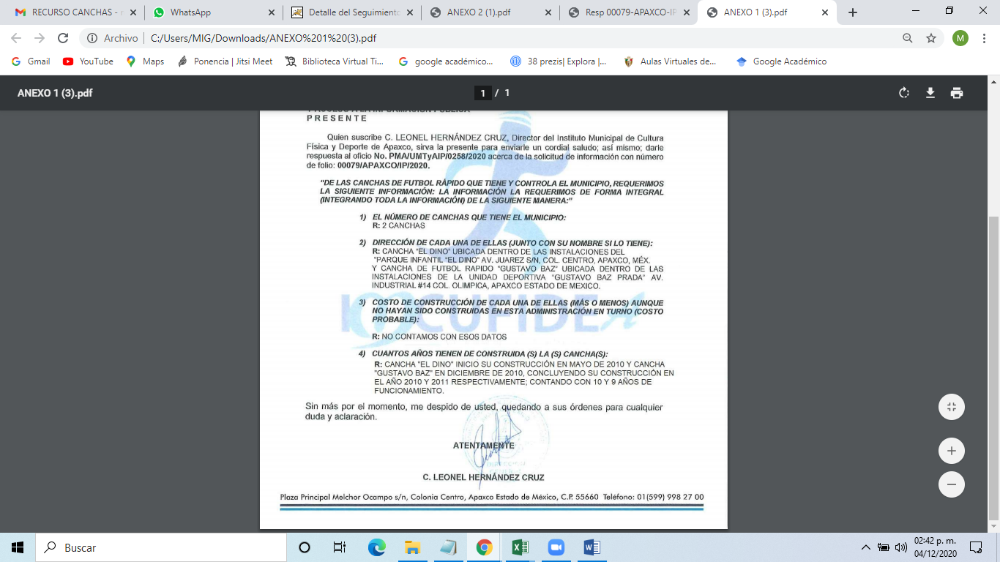 RECURSO CANCHAS - r
WhatsApp
Detalle del Seguimiento
ANEXO 2 (1).pdf
Resp 00079-APAXCO-IP
ANEXO 1 (3).pdf
Archivo
C:/Users/MIG/Downloads/ANEXO%201%20(3).pdf
M
Gmail
YouTube
Maps
Ponencia | Jitsi Meet
Biblioteca Virtual Ti...
google académico...
38 prezis| Explora |...
Aulas Virtuales de...
Google Académico
ANEXO 1 (3).pdf
1 / 1
P R E S E N T E
Quien suscribe C. LEONEL HERNÁNDEZ CRUZ, Director del Instituto Municipal de Cultura
Física y Deporte de Apaxco, sirva la presente para enviarle un cordial saludo; así mismo; darle
respuesta al oficio No. PMA/UMTyAIP/0258/2020 acerca de la solicitud de información con número
de folio: 00079/APAXCO/IP/2020.
"DE LAS CANCHAS DE FUTBOL RÁPIDO QUE TIENE Y CONTROLA EL MUNICIPIO, REQUERIMOS
LA SIGUIENTE INFORMACIÓN: LA INFORMACIÓN LA REQUERIMOS DE FORMA INTEGRAL
(INTEGRANDO TODA LA INFORMACIÓN) DE LA SIGUIENTE MANERA:"
1) EL NÚMERO DE CANCHAS QUE TIENE EL MUNICIPIO:
R: 2 CANCHAS
2) DIRECCIÓN DE CADA UNA DE ELLAS (JUNTO CON SU NOMBRE SI LO TIENE):
R: CANCHA "EL DINO" UBICADA DENTRO DE LAS INSTALACIONES DEL
"PARQUE INFANTIL "EL DINO" AV. JUAREZ S/N, COL. CENTRO, APAXCO, MÉX.
Y CANCHA DE FUTBOL RAPIDO "GUSTAVO BAZ" UBICADA DENTRO DE LAS
INSTALACIONES DE LA UNIDAD DEPORTIVA "GUSTAVO BAZ PRADA" AV.
INDUSTRIAL #14 COL. OLIMPICA, APAXCO ESTADO DE MEXICO.
3) COSTO DE CONSTRUCCIÓN DE CADA UNA DE ELLAS (MÁS O MENOS) AUNQUE
NO HAYAN SIDO CONSTRUIDAS EN ESTA ADMINISTRACIÓN EN TURNO (COSTO
PROBABLE):
R: NO CONTAMOS CON ESOS DATOS
4) CUANTOS AÑOS TIENEN DE CONSTRUIDA (S) LA (S) CANCHA(S):
R: CANCHA "EL DINO" INICIO SU CONSTRUCCIÓN EN MAYO DE 2010 Y CANCHA
"GUSTAVO BAZ" EN DICIEMBRE DE 2010, CONCLUYENDO SU CONSTRUCCIÓN EN
EL AÑO 2010 Y 2011 RESPECTIVAMENTE; CONTANDO CON 10 Y 9 AÑOS DE
FUNCIONAMIENTO.
Sin más por el momento, me despido de usted, quedando a sus órdenes para cualquier
duda y aclaración.
ATENTAMENTE
C. LEONEL HERNÁNDEZ CRUZ
Plaza Principal Melchor Ocampo s/n, Colonia Centro, Apaxco Estado de México, C.P. 55660 Teléfono: 01(599) 998 27 00
Buscar
02:42 p. m.
04/12/2020